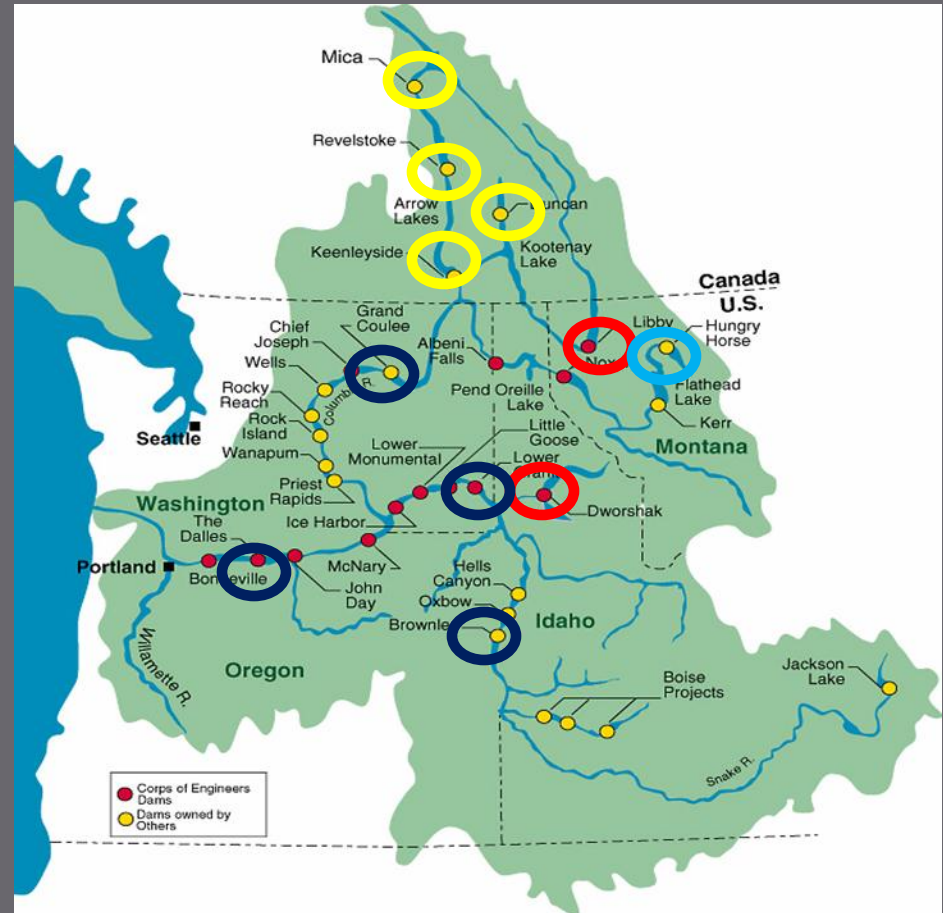 Mica
Revelstoke
Arrow
Lakes
Duncan
Keenleyside
Kootenay
Lake
Canada
U.S.
Grand
Coulee
Chief
Joseph
Wells
Albeni
Falls
Libby
Hungry
Horse
Nox
Rocky
Reach
Columbia R.
Pend Oreille
Lake
Flathead
Lake
Rock
Island
Kerr
Seattle
Little
Goose
Montana
Wanapum
Lower
Monumental
Lower
Priest
Rapids
Washington
Ice Harbor
Dworshak
The
Dalles
Portland
Bonneville
McNary
John
Day
Hells
Canyon
Oxbow
Brownle
Idaho
Willamette R.
Oregon
Boise
Projects
Jackson
Lake
Snake R.
Corps of Engineers
Dams
Dams owned by
Others